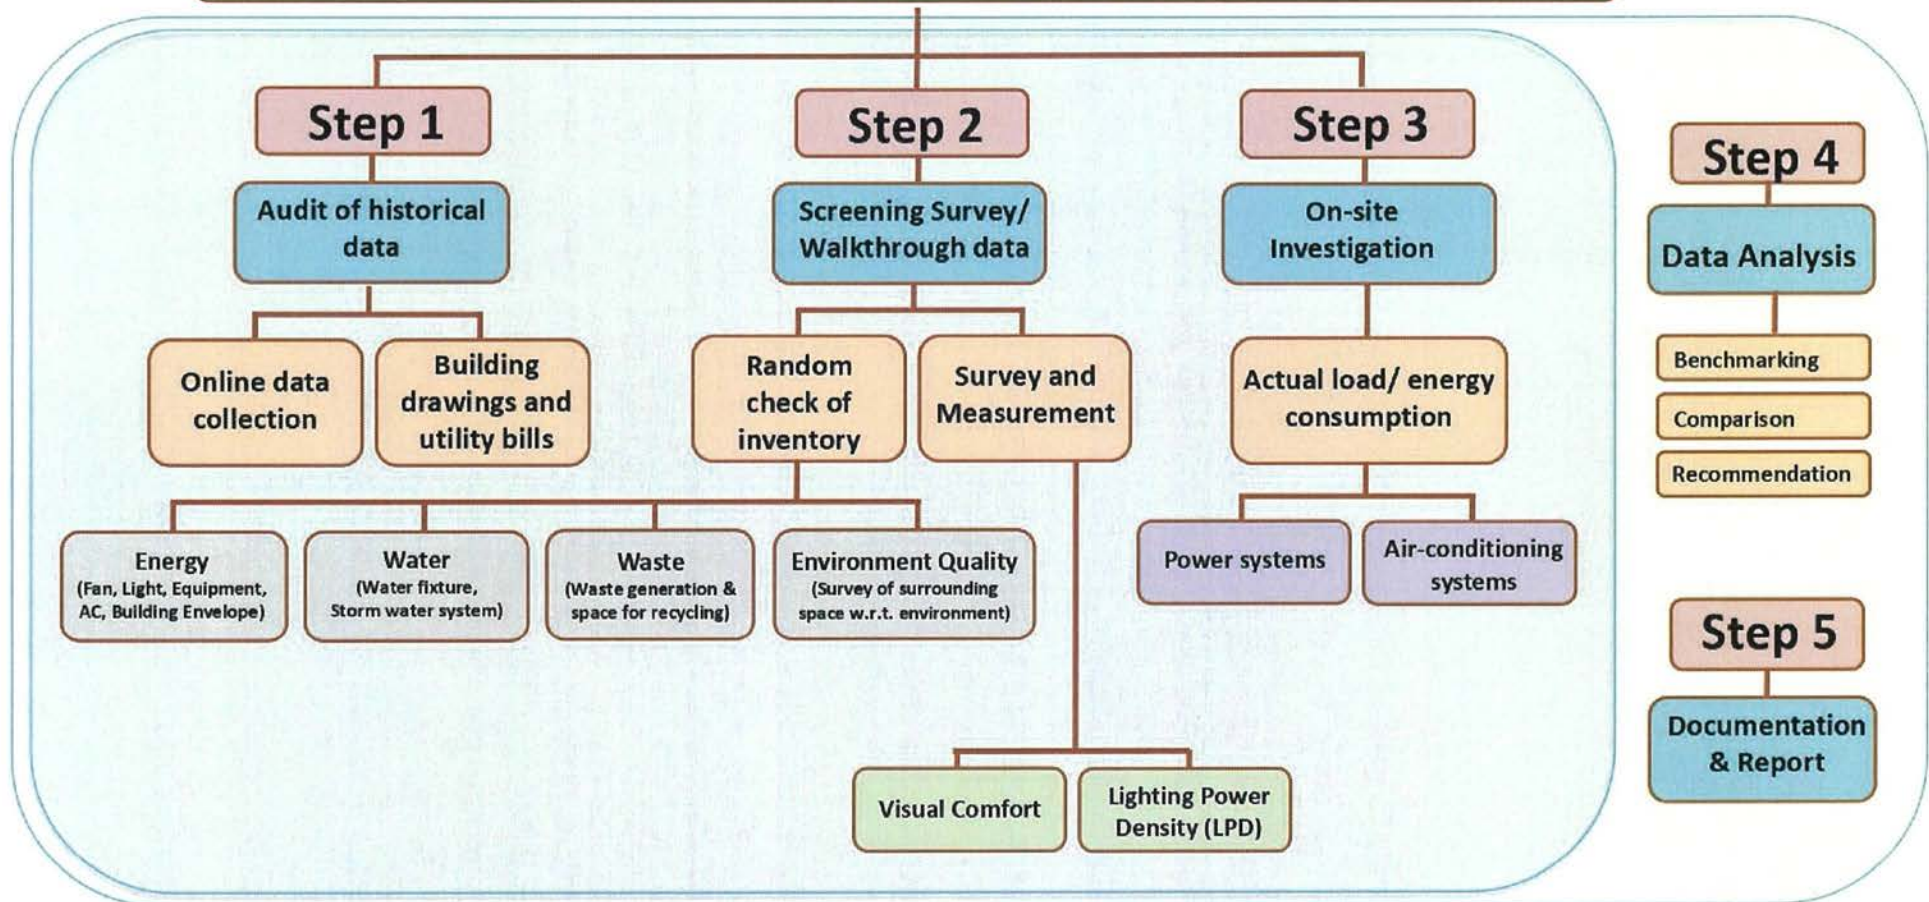 Step 1
Audit of historical
data
Online data
collection
Building
drawings and
utility bills
Step 2
Screening Survey/
Walkthrough data
Random
check of
inventory
Survey and
Measurement
Energy
(Fan, Light, Equipment,
AC, Building Envelope)
Water
(Water fixture,
Storm water system)
Waste
(Waste generation &
space for recycling)
Environment Quality
(Survey of surrounding
space w.r.t. environment)
Visual Comfort
Lighting Power
Density (LPD)
Step 3
On-site
Investigation
Actual load/ energy
consumption
Power systems
Air-conditioning
systems
Step 4
Data Analysis
Benchmarking
Comparison
Recommendation
Step 5
Documentation
& Report